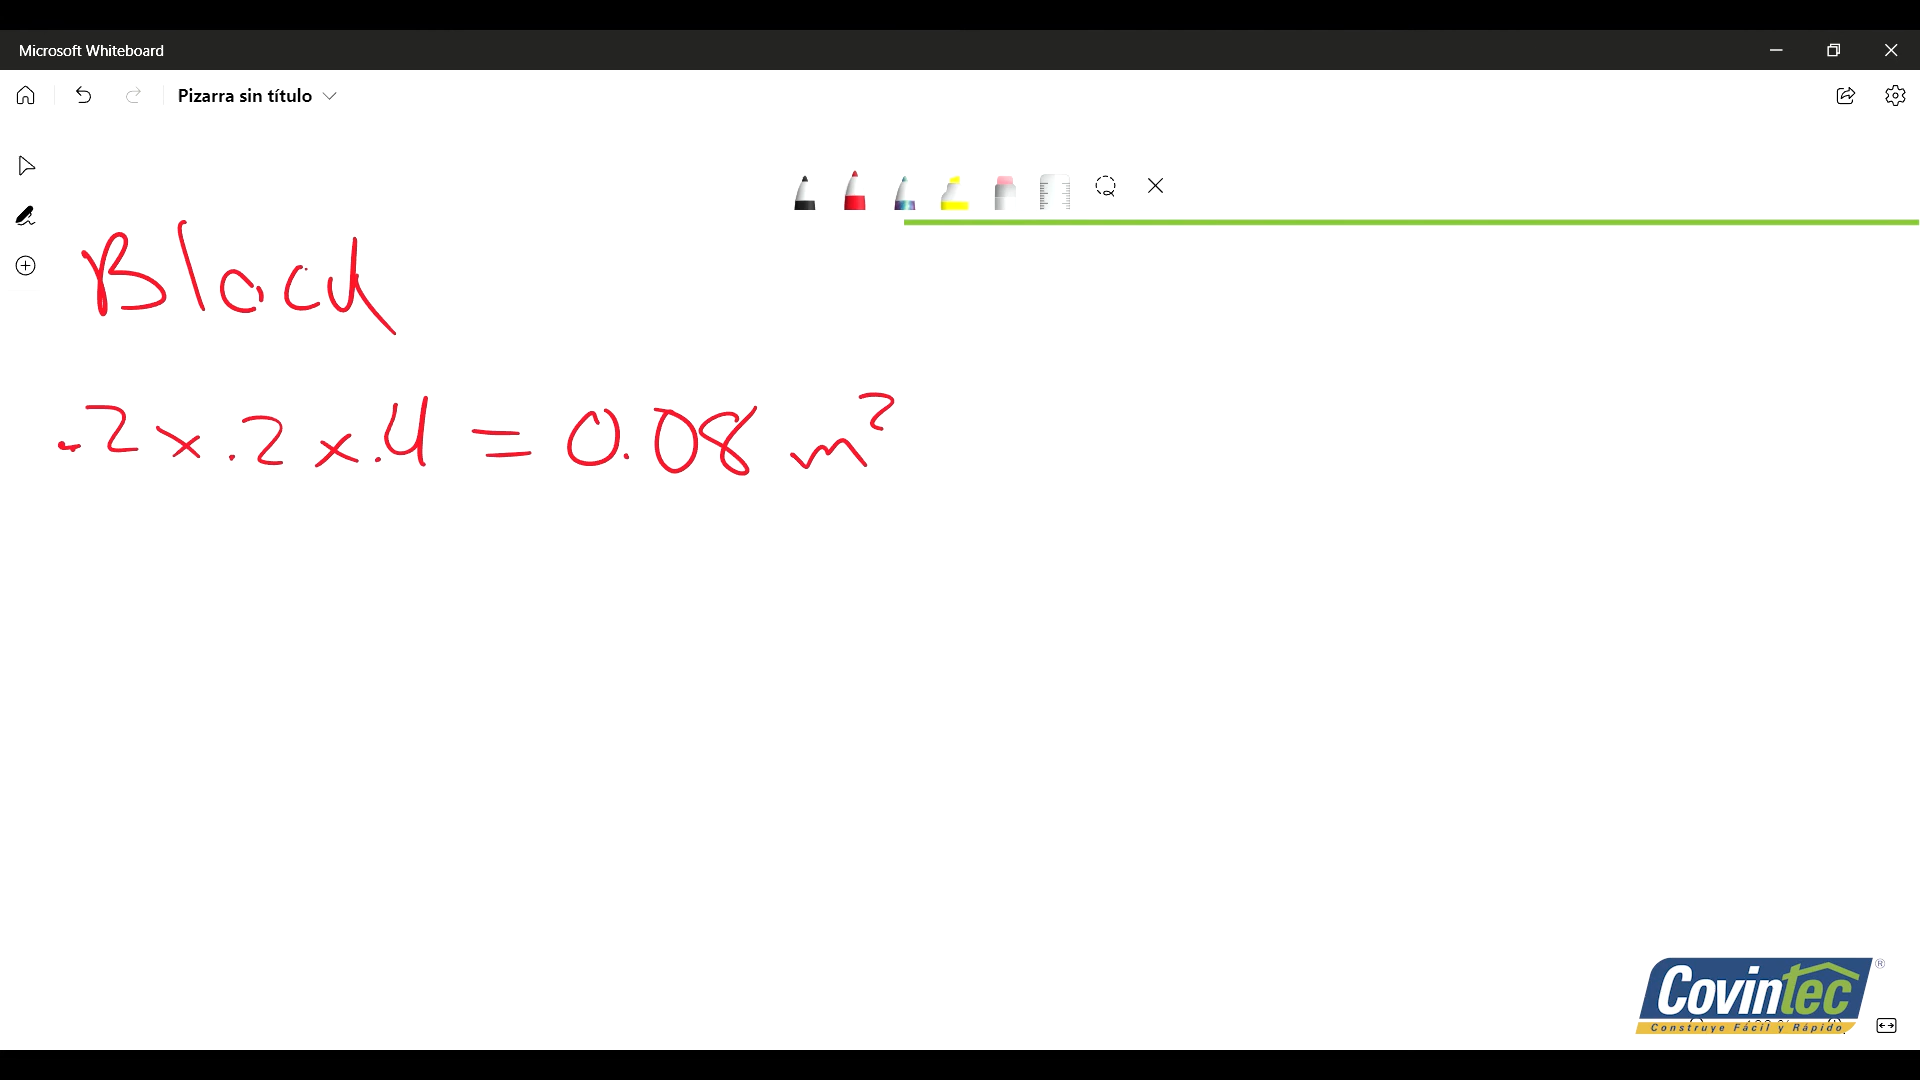 Microsoft Whiteboard
Pizarra sin título
Block
.2 x .2 x .4 = 0.08 m²
Covintec ®
Construye Fácil y Rápido